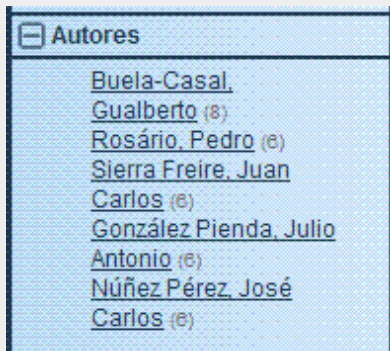 Autores
Buela-Casal,
Gualberto (8)
Rosário, Pedro (6)
Sierra Freire, Juan
Carlos (6)
González Pienda, Julio
Antonio (6)
Núñez Pérez, José
Carlos (6)